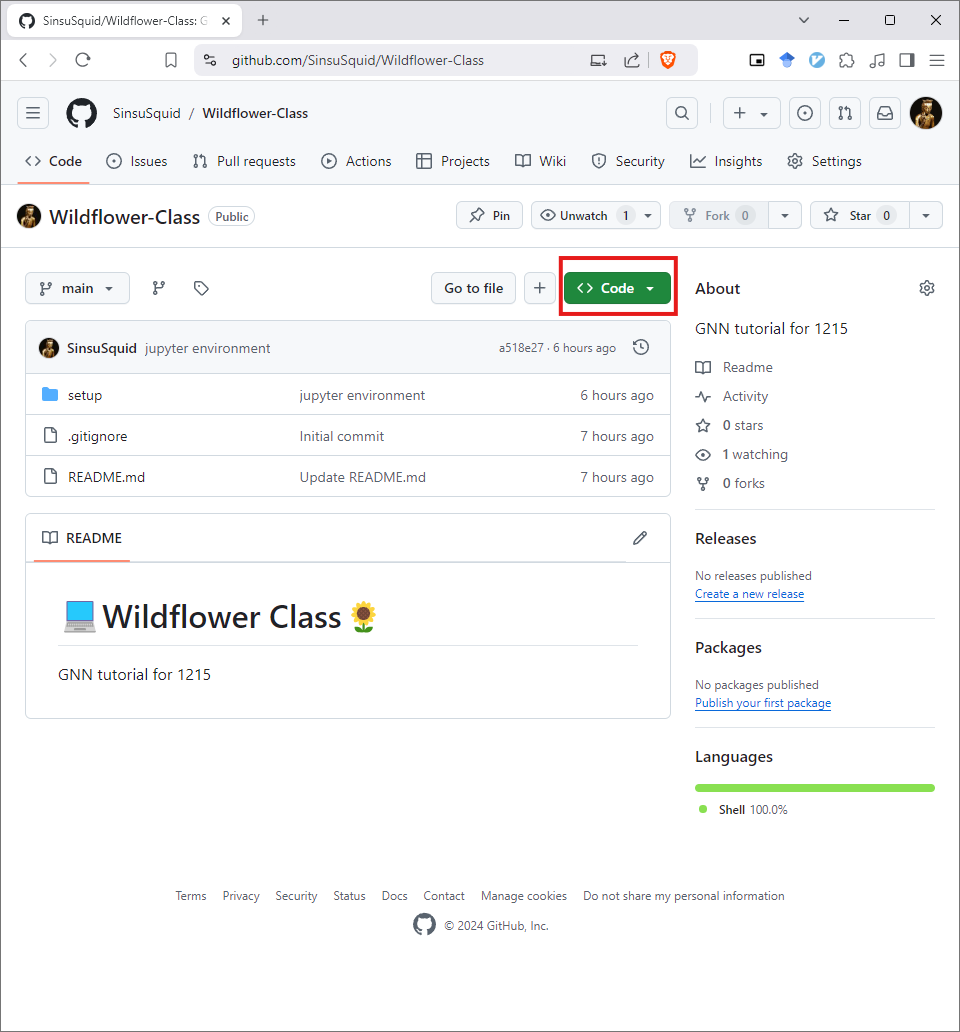 SinsuSquid/Wildflower-Class: G
github.com/SinsuSquid/Wildflower-Class
SinsuSquid / Wildflower-Class
Code Issues Pull requests Actions Projects Wiki Security Insights Settings
Wildflower-Class Public Pin Unwatch 1 Fork 0 Star 0
main Go to file Code
SinsuSquid jupyter environment a518e27 · 6 hours ago
setup jupyter environment 6 hours ago
.gitignore Initial commit 7 hours ago
README.md Update README.md 7 hours ago
README
Wildflower Class
GNN tutorial for 1215
About
GNN tutorial for 1215
Readme
Activity
0 stars
1 watching
0 forks
Releases
No releases published
Create a new release
Packages
No packages published
Publish your first package
Languages
Shell 100.0%
Terms Privacy Security Status Docs Contact Manage cookies Do not share my personal information
© 2024 GitHub, Inc.